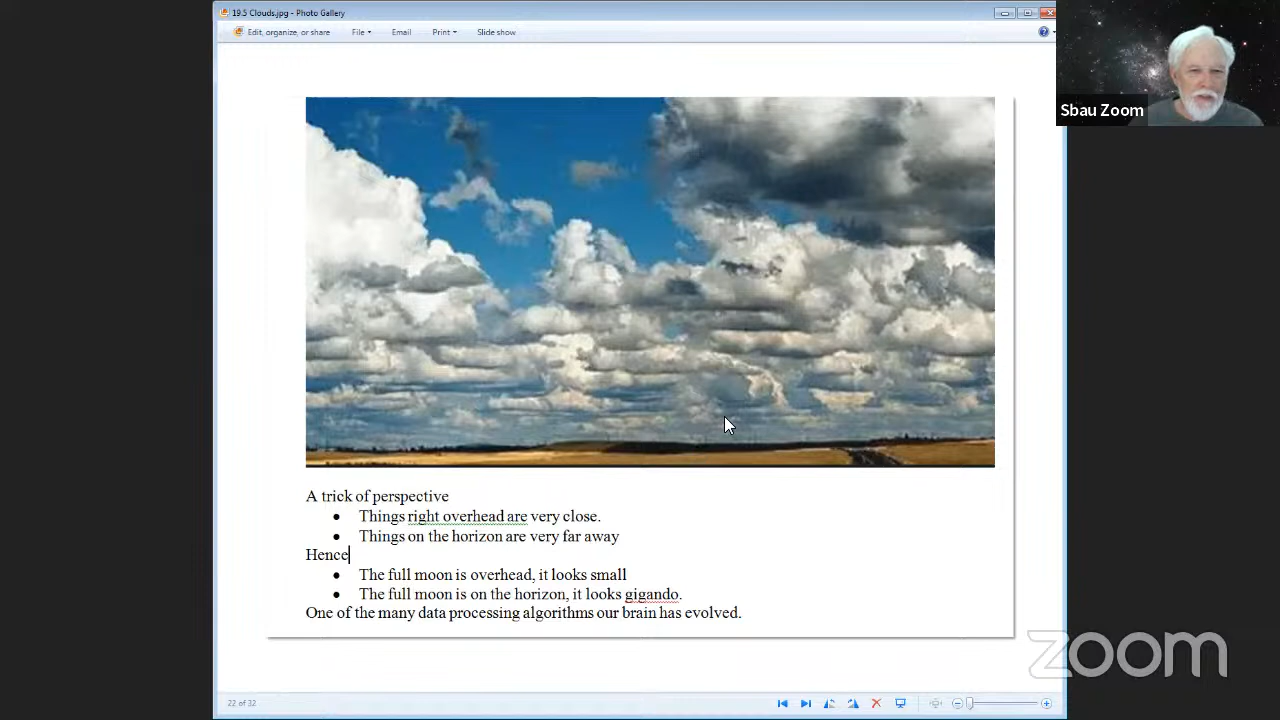 19.5 Clouds.jpg - Photo Gallery
Edit, organize, or share File Email Print Slide show
Sbau Zoom
A trick of perspective
• Things right overhead are very close.
• Things on the horizon are very far away
Hence
• The full moon is overhead, it looks small
• The full moon is on the horizon, it looks gigando.
One of the many data processing algorithms our brain has evolved.
zoom
22 of 32